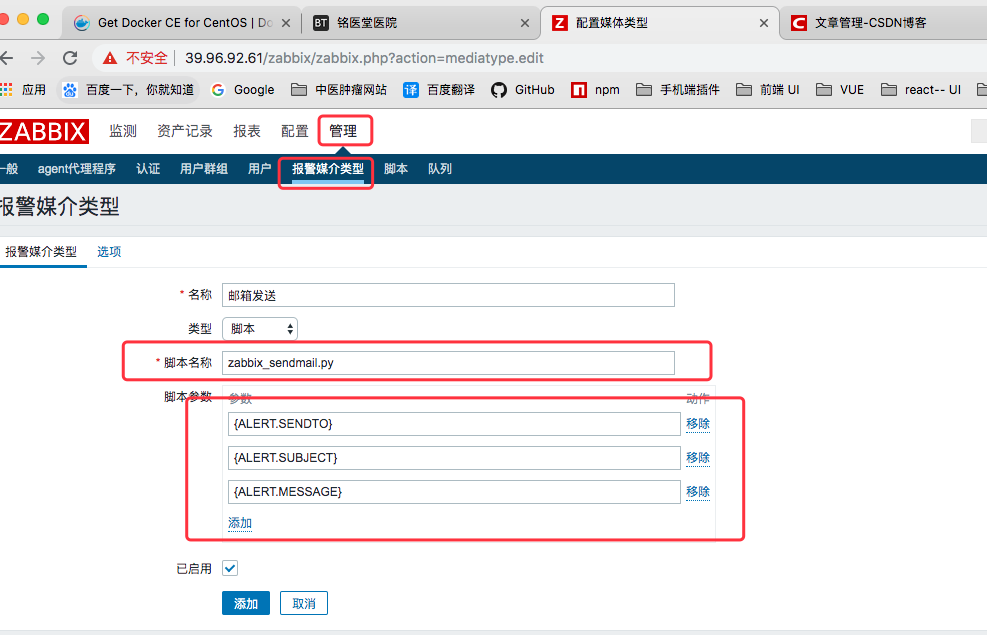 Get Docker CE for CentOS | Do
铭医堂医院
配置媒体类型
文章管理-CSDN博客
不安全 39.96.92.61/zabbix/zabbix.php?action=mediatype.edit
应用 百度一下，你就知道 Google 中医肿瘤网站 百度翻译 GitHub npm 手机端插件 前端 UI VUE react-- UI
ZABBIX 监测 资产记录 报表 配置 管理
一般 agent代理程序 认证 用户群组 用户 报警媒介类型 脚本 队列
报警媒介类型
报警媒介类型 选项
* 名称 邮箱发送
类型 脚本
* 脚本名称 zabbix_sendmail.py
脚本参数 参数 动作
{ALERT.SENDTO} 移除
{ALERT.SUBJECT} 移除
{ALERT.MESSAGE} 移除
添加
已启用
添加 取消